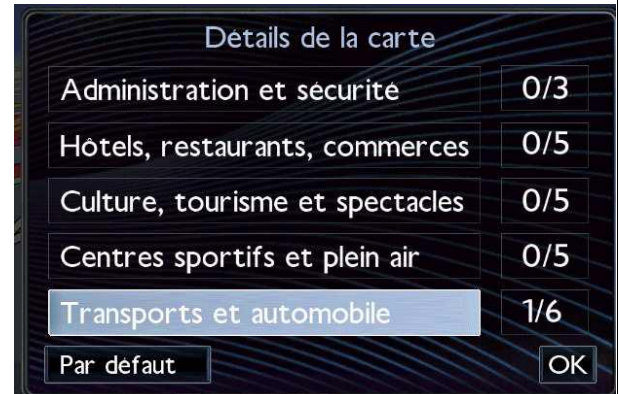 Détails de la carte
Administration et sécurité 0/3
Hôtels, restaurants, commerces 0/5
Culture, tourisme et spectacles 0/5
Centres sportifs et plein air 0/5
Transports et automobile 1/6
Par défaut OK